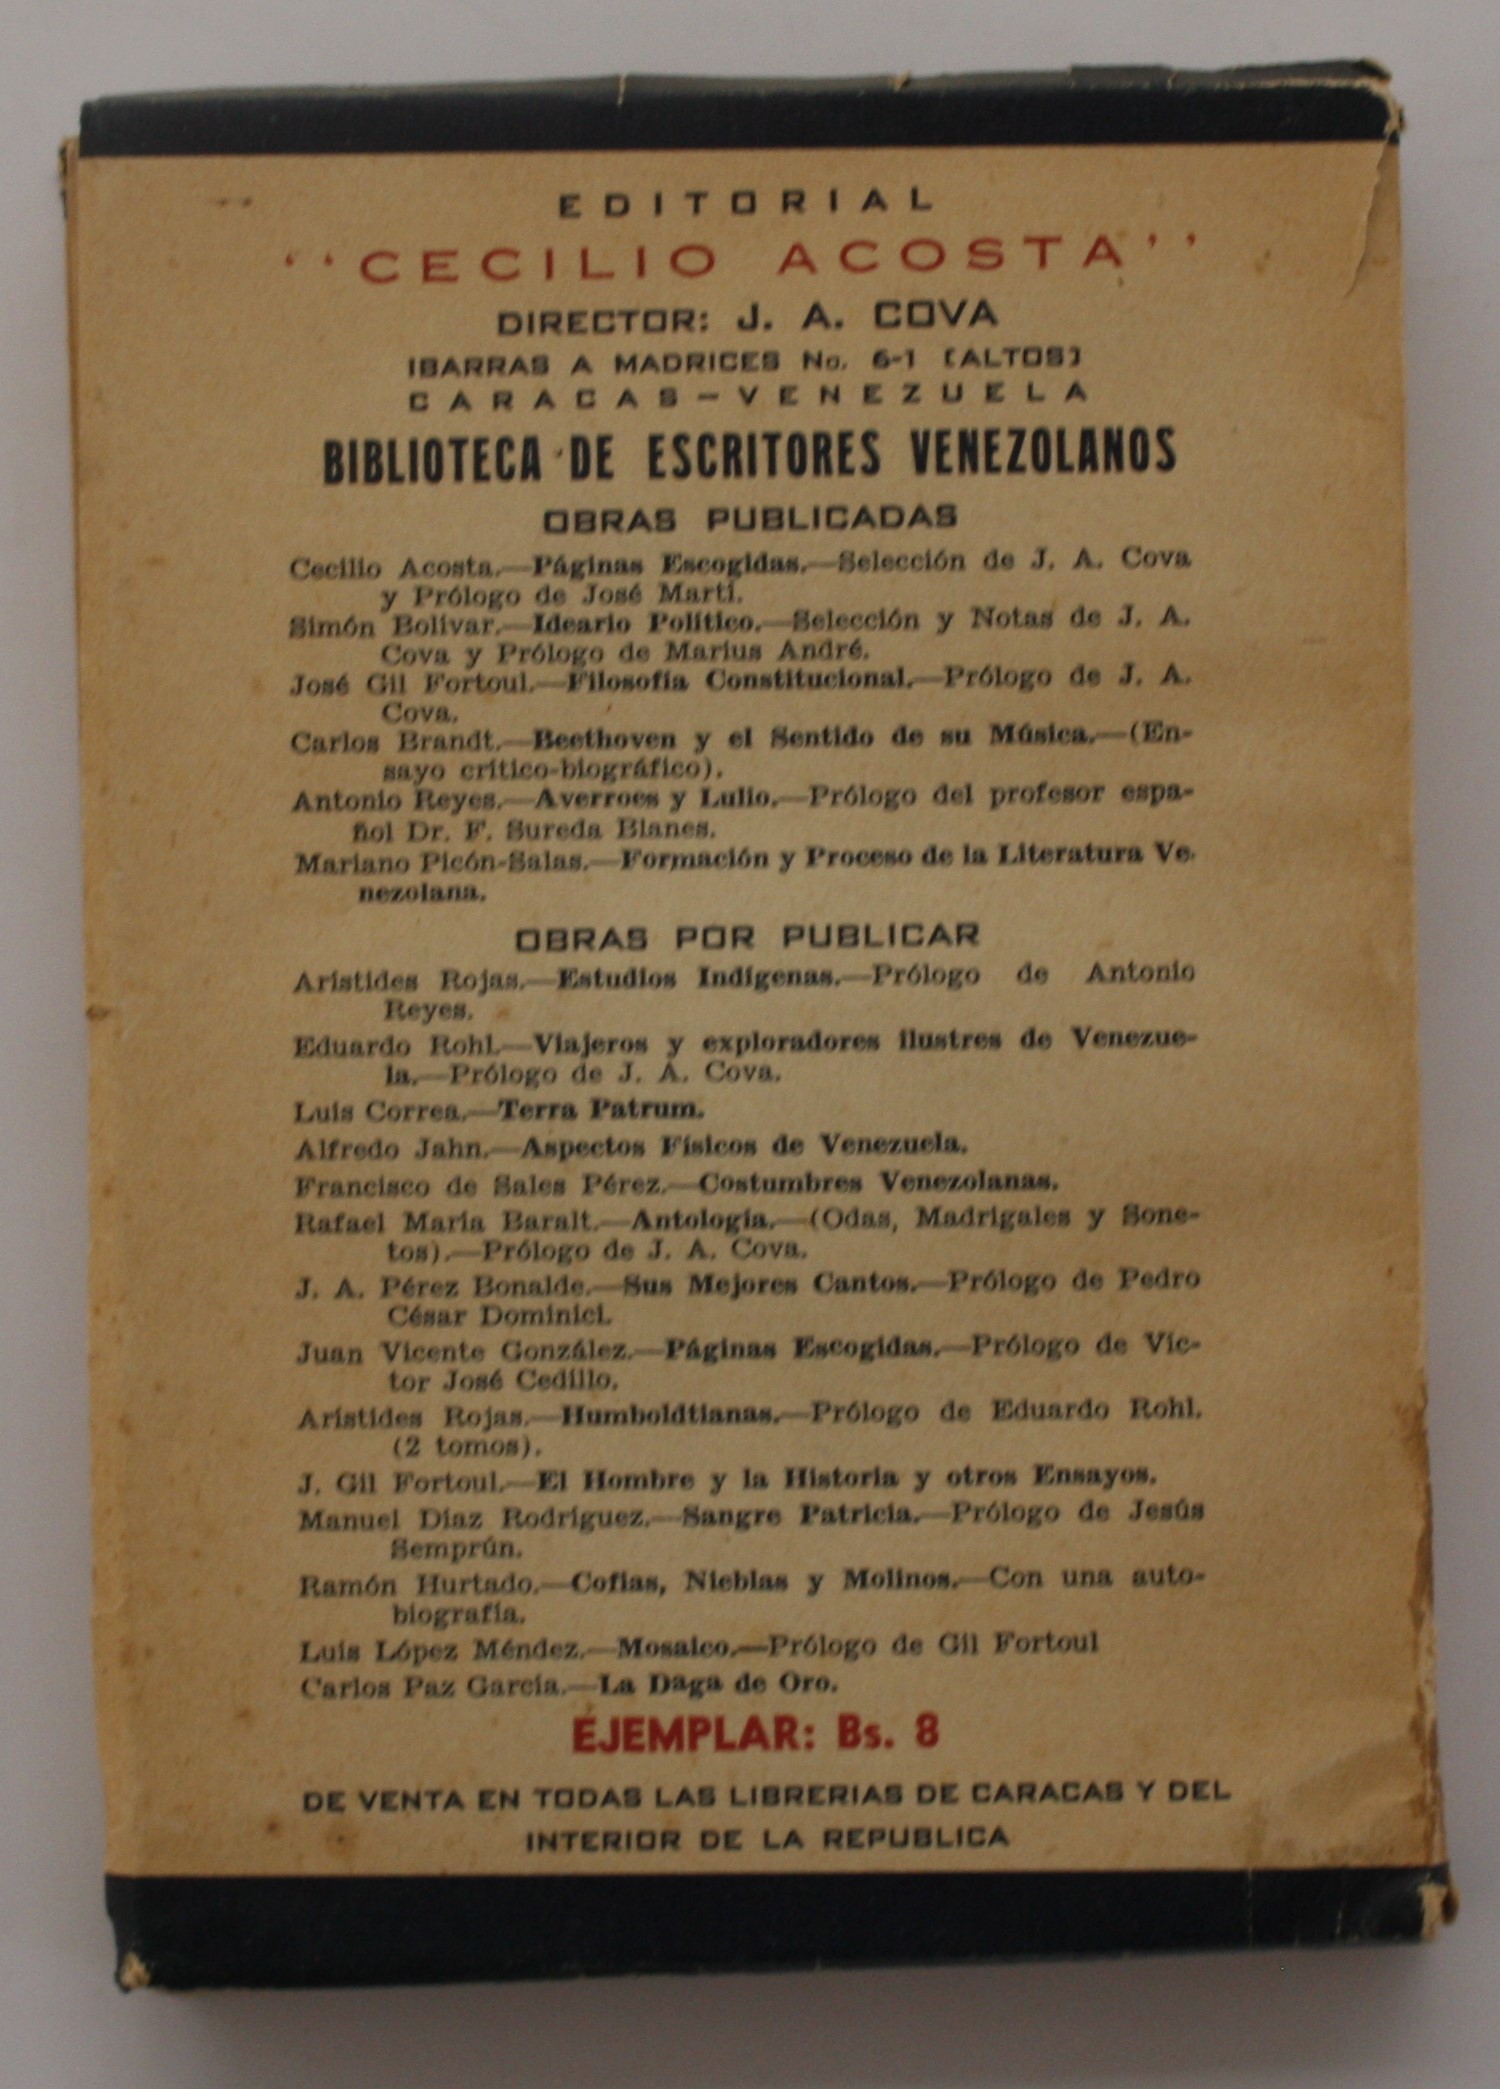 EDITORIAL
"CECILIO ACOSTA"
DIRECTOR: J. A. COVA
IBARRAS A MADRICES No. 6-1 [ALTOS]
CARACAS-VENEZUELA
BIBLIOTECA DE ESCRITORES VENEZOLANOS
OBRAS PUBLICADAS
Cecilio Acosta.—Páginas Escogidas.—Selección de J. A. Cova
y Prólogo de José Martí.
Simón Bolívar.—Ideario Político.—Selección y Notas de J. A.
Cova y Prólogo de Marius André.
José Gil Fortoul.—Filosofía Constitucional.—Prólogo de J. A.
Cova.
Carlos Brandt.—Beethoven y el Sentido de su Música.—(En-
sayo crítico-biográfico).
Antonio Reyes.—Averroes y Lulio.—Prólogo del profesor espa-
ñol Dr. F. Sureda Blanes.
Mariano Picón-Salas.—Formación y Proceso de la Literatura Ve-
nezolana.
OBRAS POR PUBLICAR
Arístides Rojas.—Estudios Indígenas.—Prólogo de Antonio
Reyes.
Eduardo Rohl.—Viajeros y exploradores ilustres de Venezue-
la.—Prólogo de J. A. Cova.
Luis Correa.—Terra Patrum.
Alfredo Jahn.—Aspectos Físicos de Venezuela.
Francisco de Sales Pérez.—Costumbres Venezolanas.
Rafael María Baralt.—Antología.—(Odas, Madrigales y Sone-
tos).—Prólogo de J. A. Cova.
J. A. Pérez Bonalde.—Sus Mejores Cantos.—Prólogo de Pedro
César Dominici.
Juan Vicente González.—Páginas Escogidas.—Prólogo de Víc-
tor José Cedillo.
Arístides Rojas.—Humboldtianas.—Prólogo de Eduardo Rohl.
(2 tomos).
J. Gil Fortoul.—El Hombre y la Historia y otros Ensayos.
Manuel Díaz Rodríguez.—Sangre Patricia.—Prólogo de Jesús
Semprún.
Ramón Hurtado.—Cofias, Nieblas y Molinos.—Con una auto-
biografía.
Luis López Méndez.—Mosaico.—Prólogo de Gil Fortoul
Carlos Paz García.—La Daga de Oro.
EJEMPLAR: Bs. 8
DE VENTA EN TODAS LAS LIBRERIAS DE CARACAS Y DEL
INTERIOR DE LA REPUBLICA